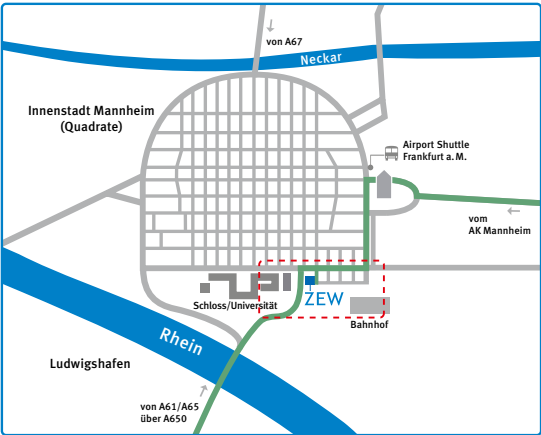 von A67
Neckar
Innenstadt Mannheim
(Quadrate)
Airport Shuttle
Frankfurt a. M.
vom
AK Mannheim
Schloss/Universität
ZEW
Bahnhof
Rhein
Ludwigshafen
von A61/A65
über A650